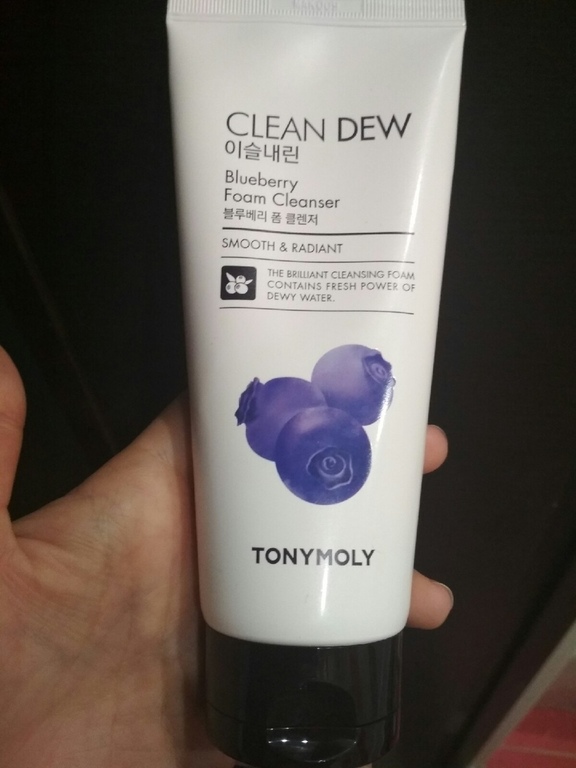 CLEAN DEW
이슬내린
Blueberry
Foam Cleanser
블루베리 폼 클렌저
SMOOTH & RADIANT
THE BRILLIANT CLEANSING FOAM
CONTAINS FRESH POWER OF
DEWY WATER.
TONYMOLY